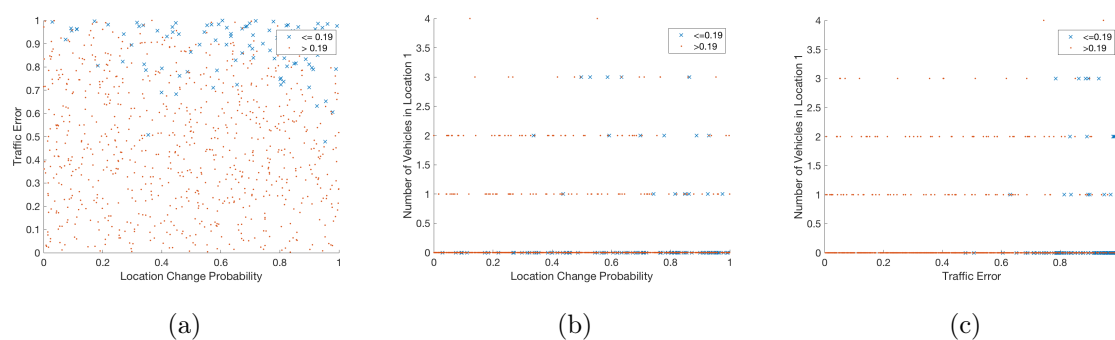 1
0.9
0.8
0.7
0.6
0.5
0.4
0.3
0.2
0.1
0
0 0.2 0.4 0.6 0.8 1
Traffic Error
Location Change Probability
<= 0.19
> 0.19
(a)
4
3.5
3
2.5
2
1.5
1
0.5
0
0 0.2 0.4 0.6 0.8 1
Number of Vehicles in Location 1
Location Change Probability
<=0.19
>0.19
(b)
4
3.5
3
2.5
2
1.5
1
0.5
0
0 0.2 0.4 0.6 0.8
Number of Vehicles in Location 1
Traffic Error
<=0.19
>0.19
(c)